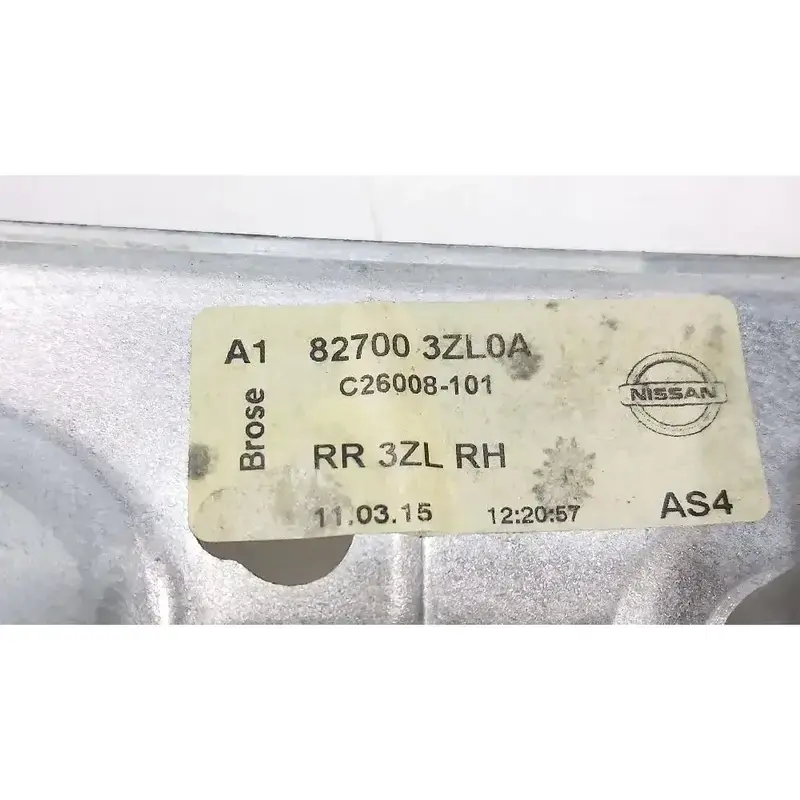 A1 82700 3ZL0A
C26008-101
Brose
NISSAN
RR 3ZL RH
11.03.15 12:20:57
AS4